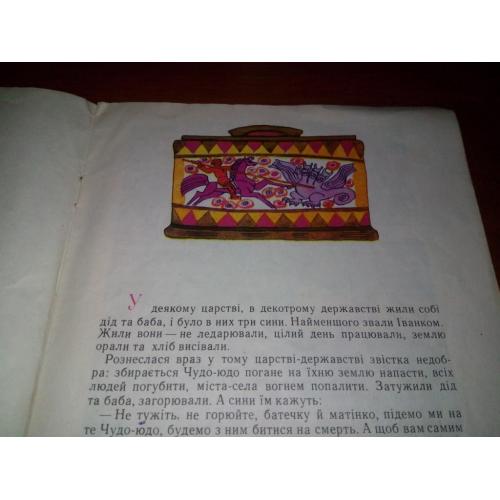 У
деякому царстві, в декотрому державстві жили собі
дід та баба, і було в них три сини. Найменшого звали Іванком.
Жили вони — не ледарювали, цілий день працювали, землю
орали та хліб висівали.
Рознеслася враз у тому царстві-державстві звістка недоб-
ра: збирається Чудо-юдо погане на їхню землю напасти, всіх
людей погубити, міста-села вогнем попалити. Затужили дід
та баба, загорювали. А сини їм кажуть:
— Не тужіть, не горюйте, батечку й матінко, підемо ми на
те Чудо-юдо, будемо з ним битися на смерть. А щоб вам самим